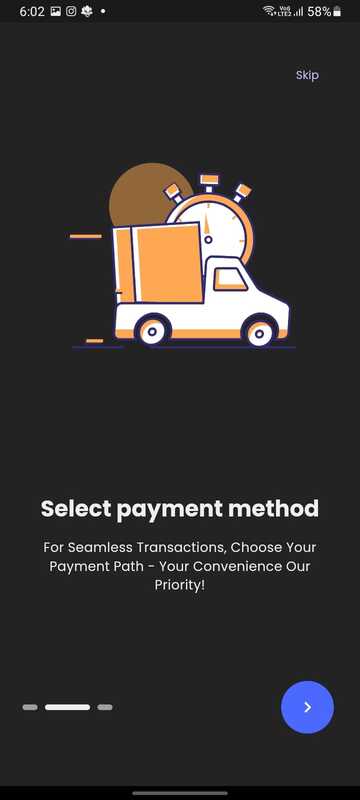 6:02
VoG
LTE2
58%
Skip
Select payment method
For Seamless Transactions, Choose Your
Payment Path - Your Convenience Our
Priority!